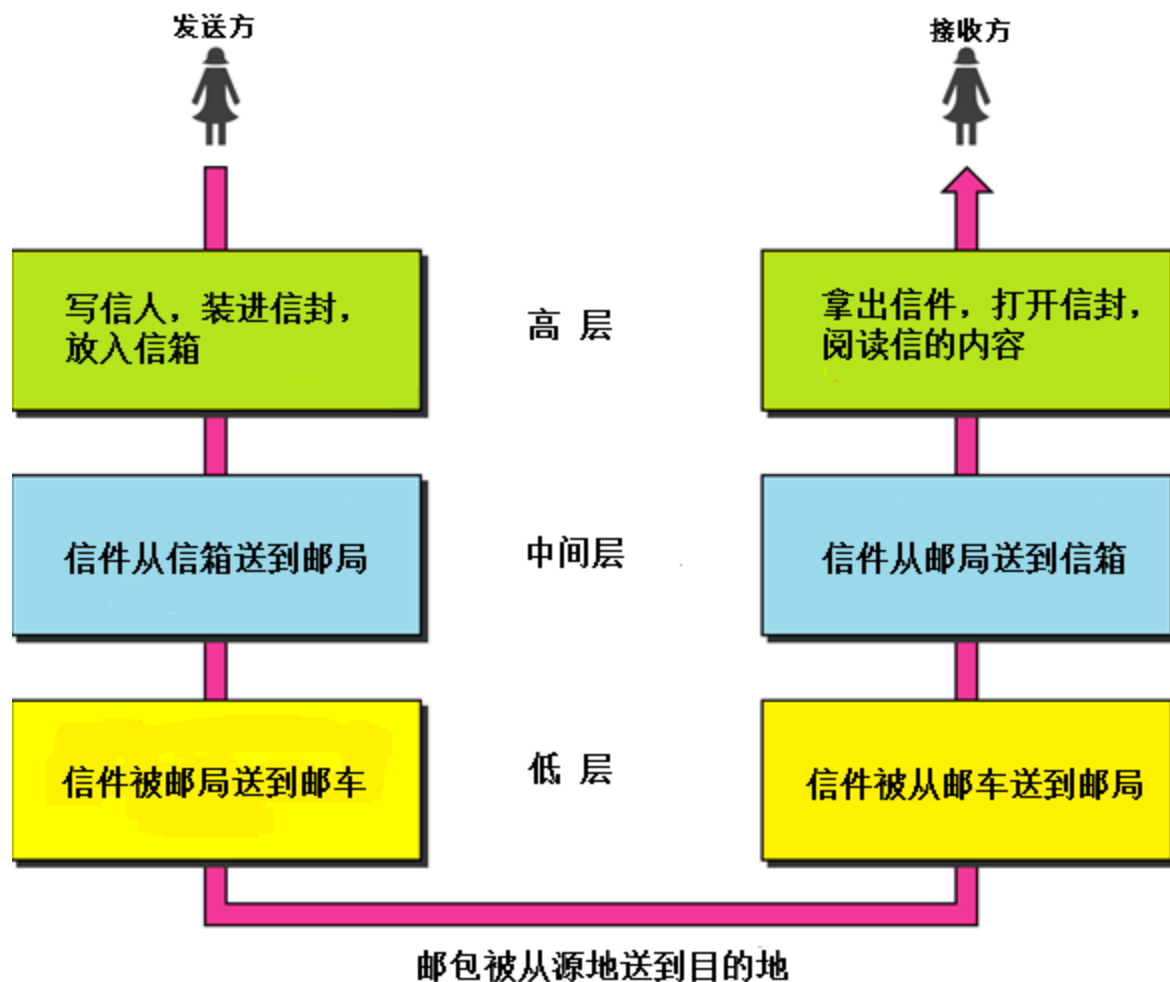 发送方
接收方
写信人，装进信封，
放入信箱
高 层
拿出信件，打开信封，
阅读信的内容
信件从信箱送到邮局
中间层
信件从邮局送到信箱
信件被邮局送到邮车
低 层
信件被从邮车送到邮局
邮包被从源地送到目的地